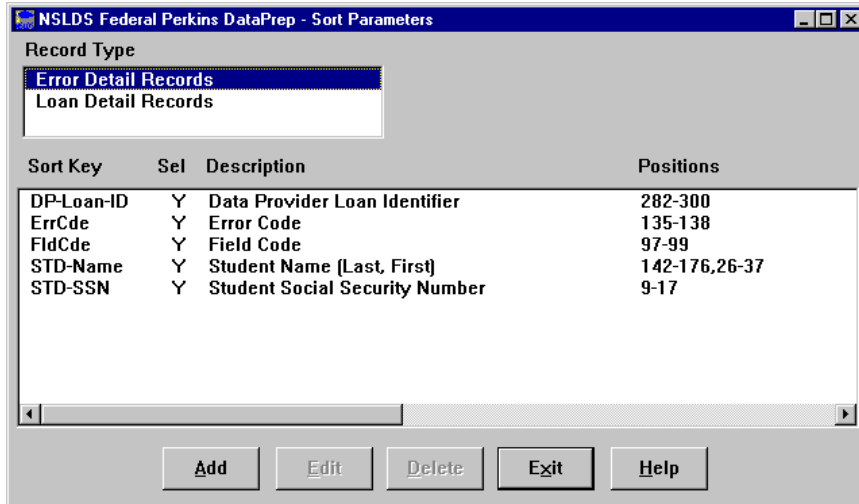 NSLDS Federal Perkins DataPrep - Sort Parameters
Record Type
Error Detail Records
Loan Detail Records
Sort Key Sel Description Positions
DP-Loan-ID Y Data Provider Loan Identifier 282-300
ErrCde Y Error Code 135-138
FldCde Y Field Code 97-99
STD-Name Y Student Name (Last, First) 142-176,26-37
STD-SSN Y Student Social Security Number 9-17
Add Edit Delete Exit Help